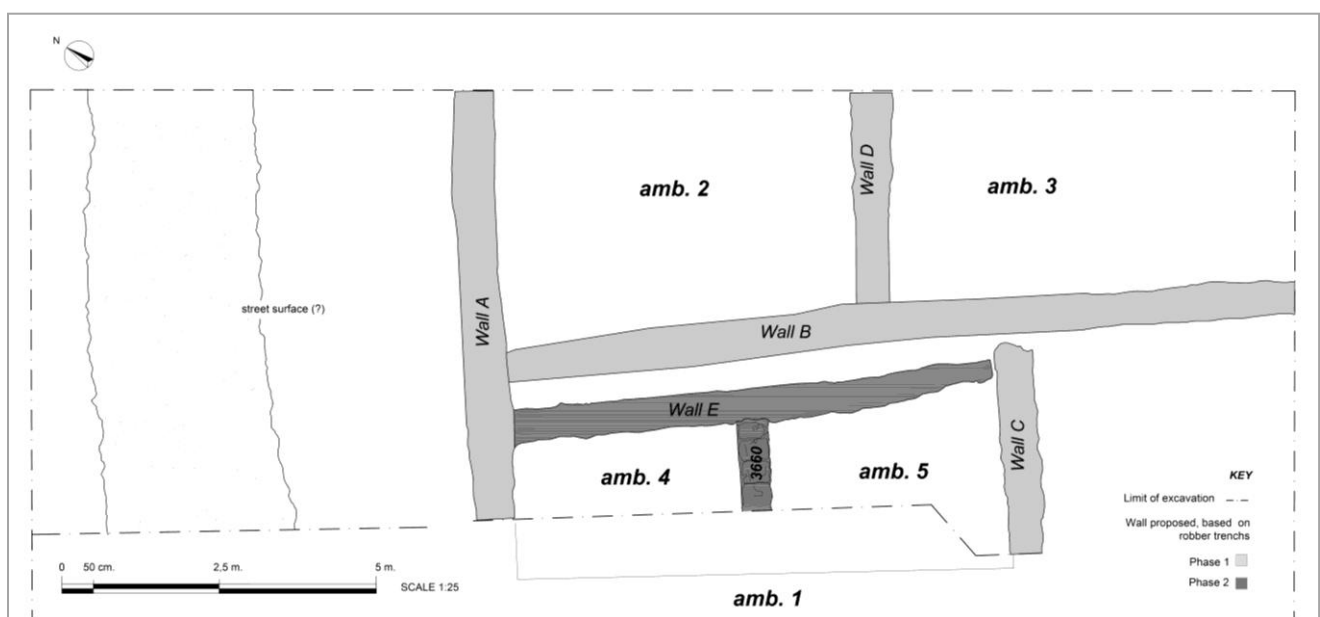 N
amb. 2
Wall D
amb. 3
street surface (?)
Wall A
Wall B
Wall E
Wall C
3660
amb. 4
amb. 5
KEY
Limit of excavation
Wall proposed, based on
robber trenchs
Phase 1
Phase 2
0 50 cm. 2,5 m. 5 m.
SCALE 1:25
amb. 1